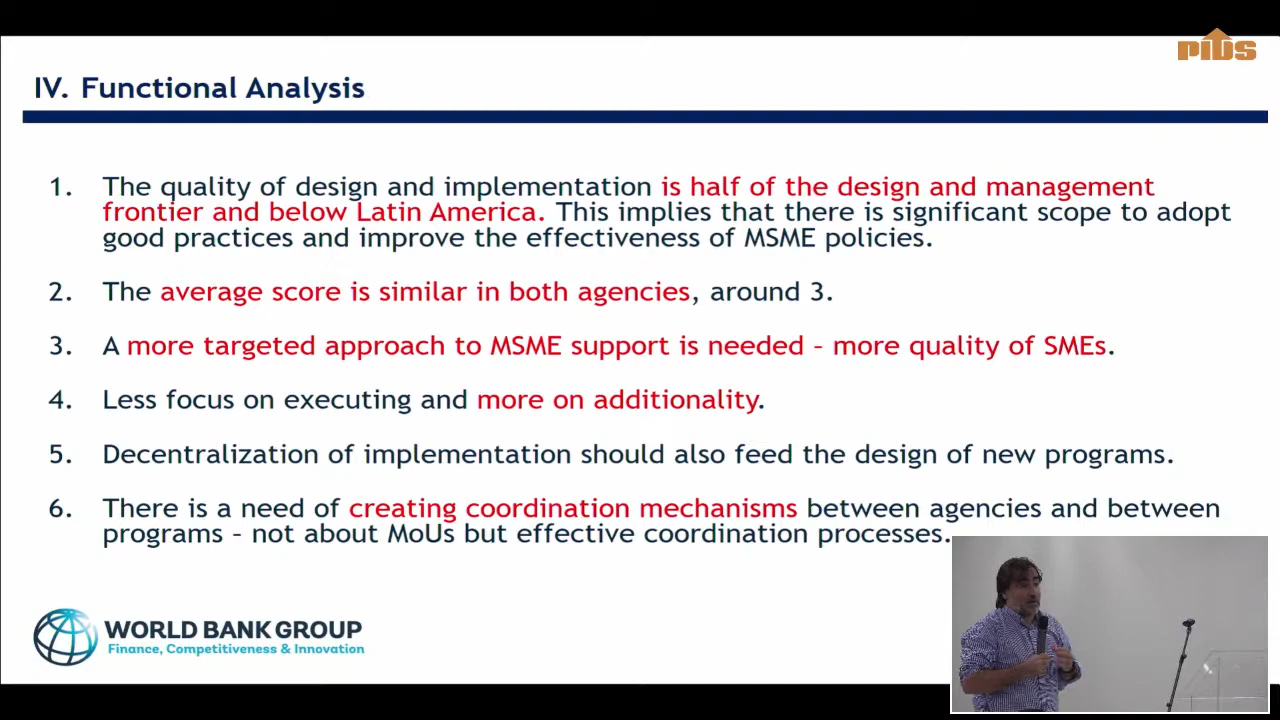 PIDS
IV. Functional Analysis
1. The quality of design and implementation is half of the design and management
frontier and below Latin America. This implies that there is significant scope to adopt
good practices and improve the effectiveness of MSME policies.
2. The average score is similar in both agencies, around 3.
3. A more targeted approach to MSME support is needed – more quality of SMEs.
4. Less focus on executing and more on additionality.
5. Decentralization of implementation should also feed the design of new programs.
6. There is a need of creating coordination mechanisms between agencies and between
programs – not about MoUs but effective coordination processes.
WORLD BANK GROUP
Finance, Competitiveness & Innovation